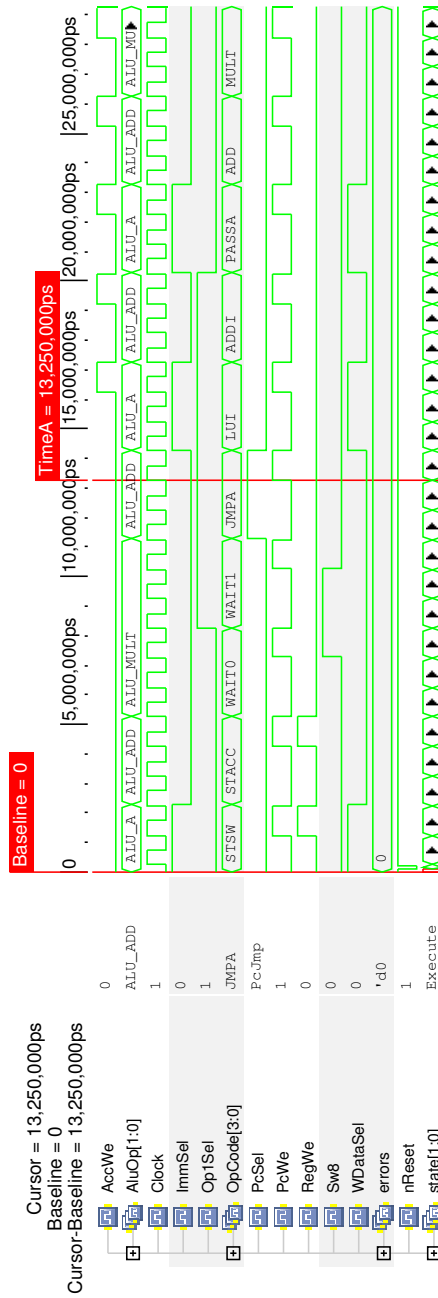 Cursor = 13,250,000ps
Baseline = 0
Cursor-Baseline = 13,250,000ps
Baseline = 0
TimeA = 13,250,000ps
0 5,000,000ps 10,000,000ps 15,000,000ps 20,000,000ps 25,000,000ps
AccWe 0
AluOp[1:0] ALU_ADD ALU_A ALU_ADD ALU_MULT ALU_ADD ALU_A ALU_ADD ALU_A ALU_ADD ALU_MU
Clock 1
ImmSel 0
Op1Sel 1
OpCode[3:0] JMPA STSW STACC WAIT0 WAIT1 JMPA LUI ADDI PASSA ADD MULT
PcSel PcJmp
PcWe 1
RegWe 0
Sw8 0
WDataSel 0
errors 'd0 0
nReset 1
state[1:0] Execute